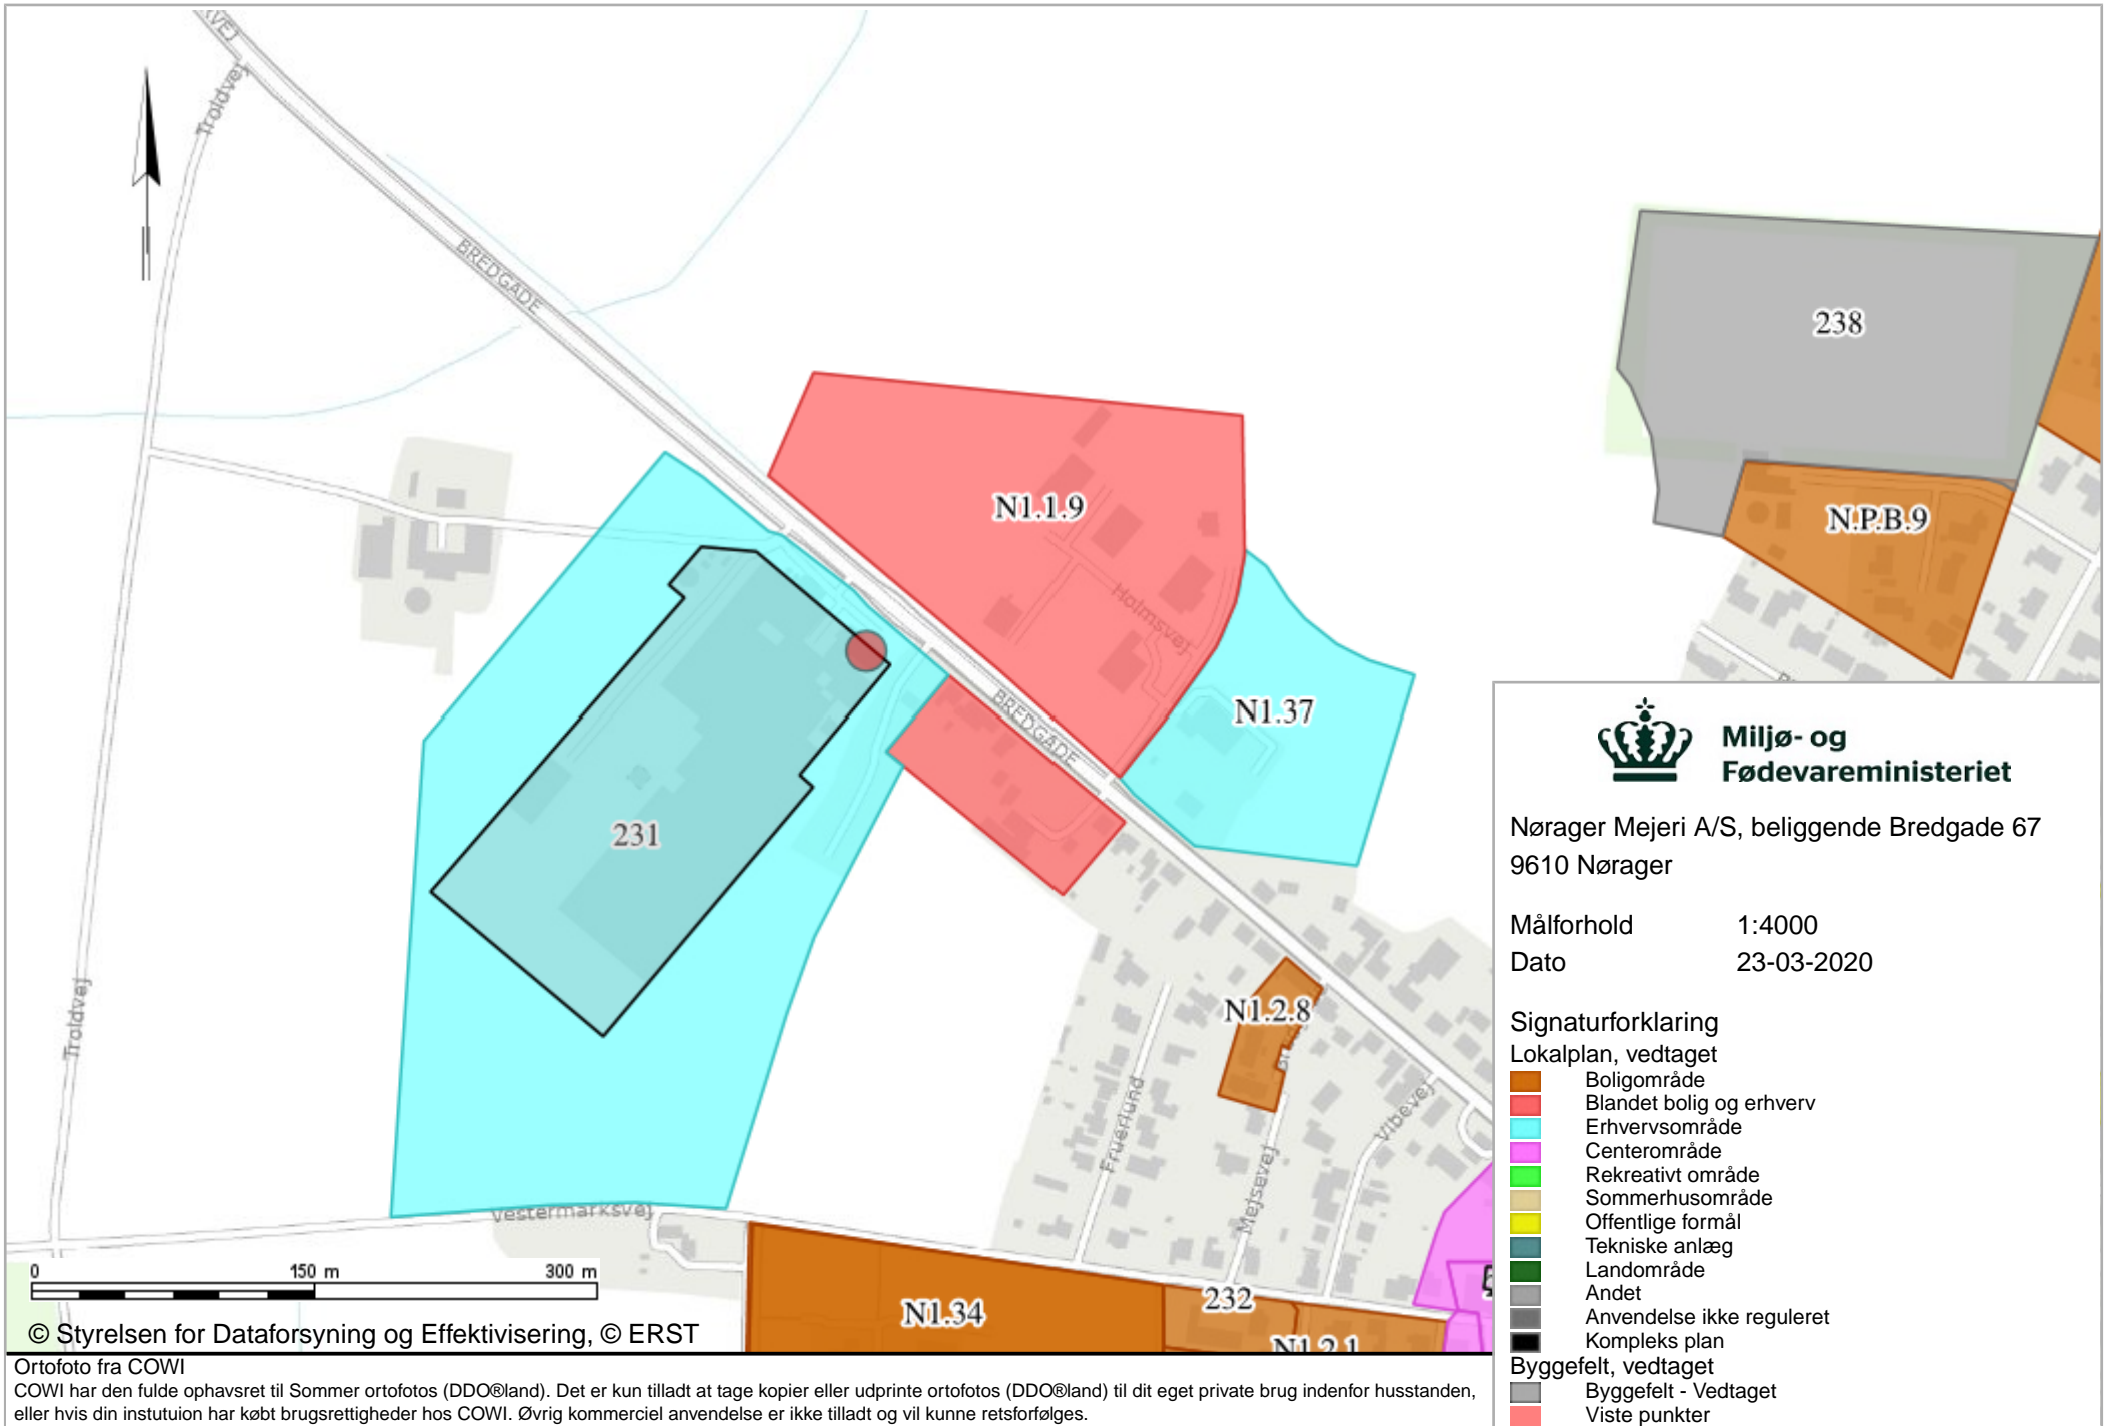 Troldvej
BREDGADE
238
N1.1.9
N.P.B.9
Holmsvej
N1.37
BREDGADE
231
N1.2.8
Fruerlund
Vibevej
Mejsevej
Troldvej
Vestermarksvej
232
N1.34
N1.2.1
0 150 m 300 m
© Styrelsen for Dataforsyning og Effektivisering, © ERST
Ortofoto fra COWI
COWI har den fulde ophavsret til Sommer ortofotos (DDO®land). Det er kun tilladt at tage kopier eller udprinte ortofotos (DDO®land) til dit eget private brug indenfor husstanden,
eller hvis din instutuion har købt brugsrettigheder hos COWI. Øvrig kommerciel anvendelse er ikke tilladt og vil kunne retsforfølges.
Miljø- og
Fødevareministeriet
Nørager Mejeri A/S, beliggende Bredgade 67
9610 Nørager
Målforhold 1:4000
Dato 23-03-2020
Signaturforklaring
Lokalplan, vedtaget
Boligområde
Blandet bolig og erhverv
Erhvervsområde
Centerområde
Rekreativt område
Sommerhusområde
Offentlige formål
Tekniske anlæg
Landområde
Andet
Anvendelse ikke reguleret
Kompleks plan
Byggefelt, vedtaget
Byggefelt - Vedtaget
Viste punkter